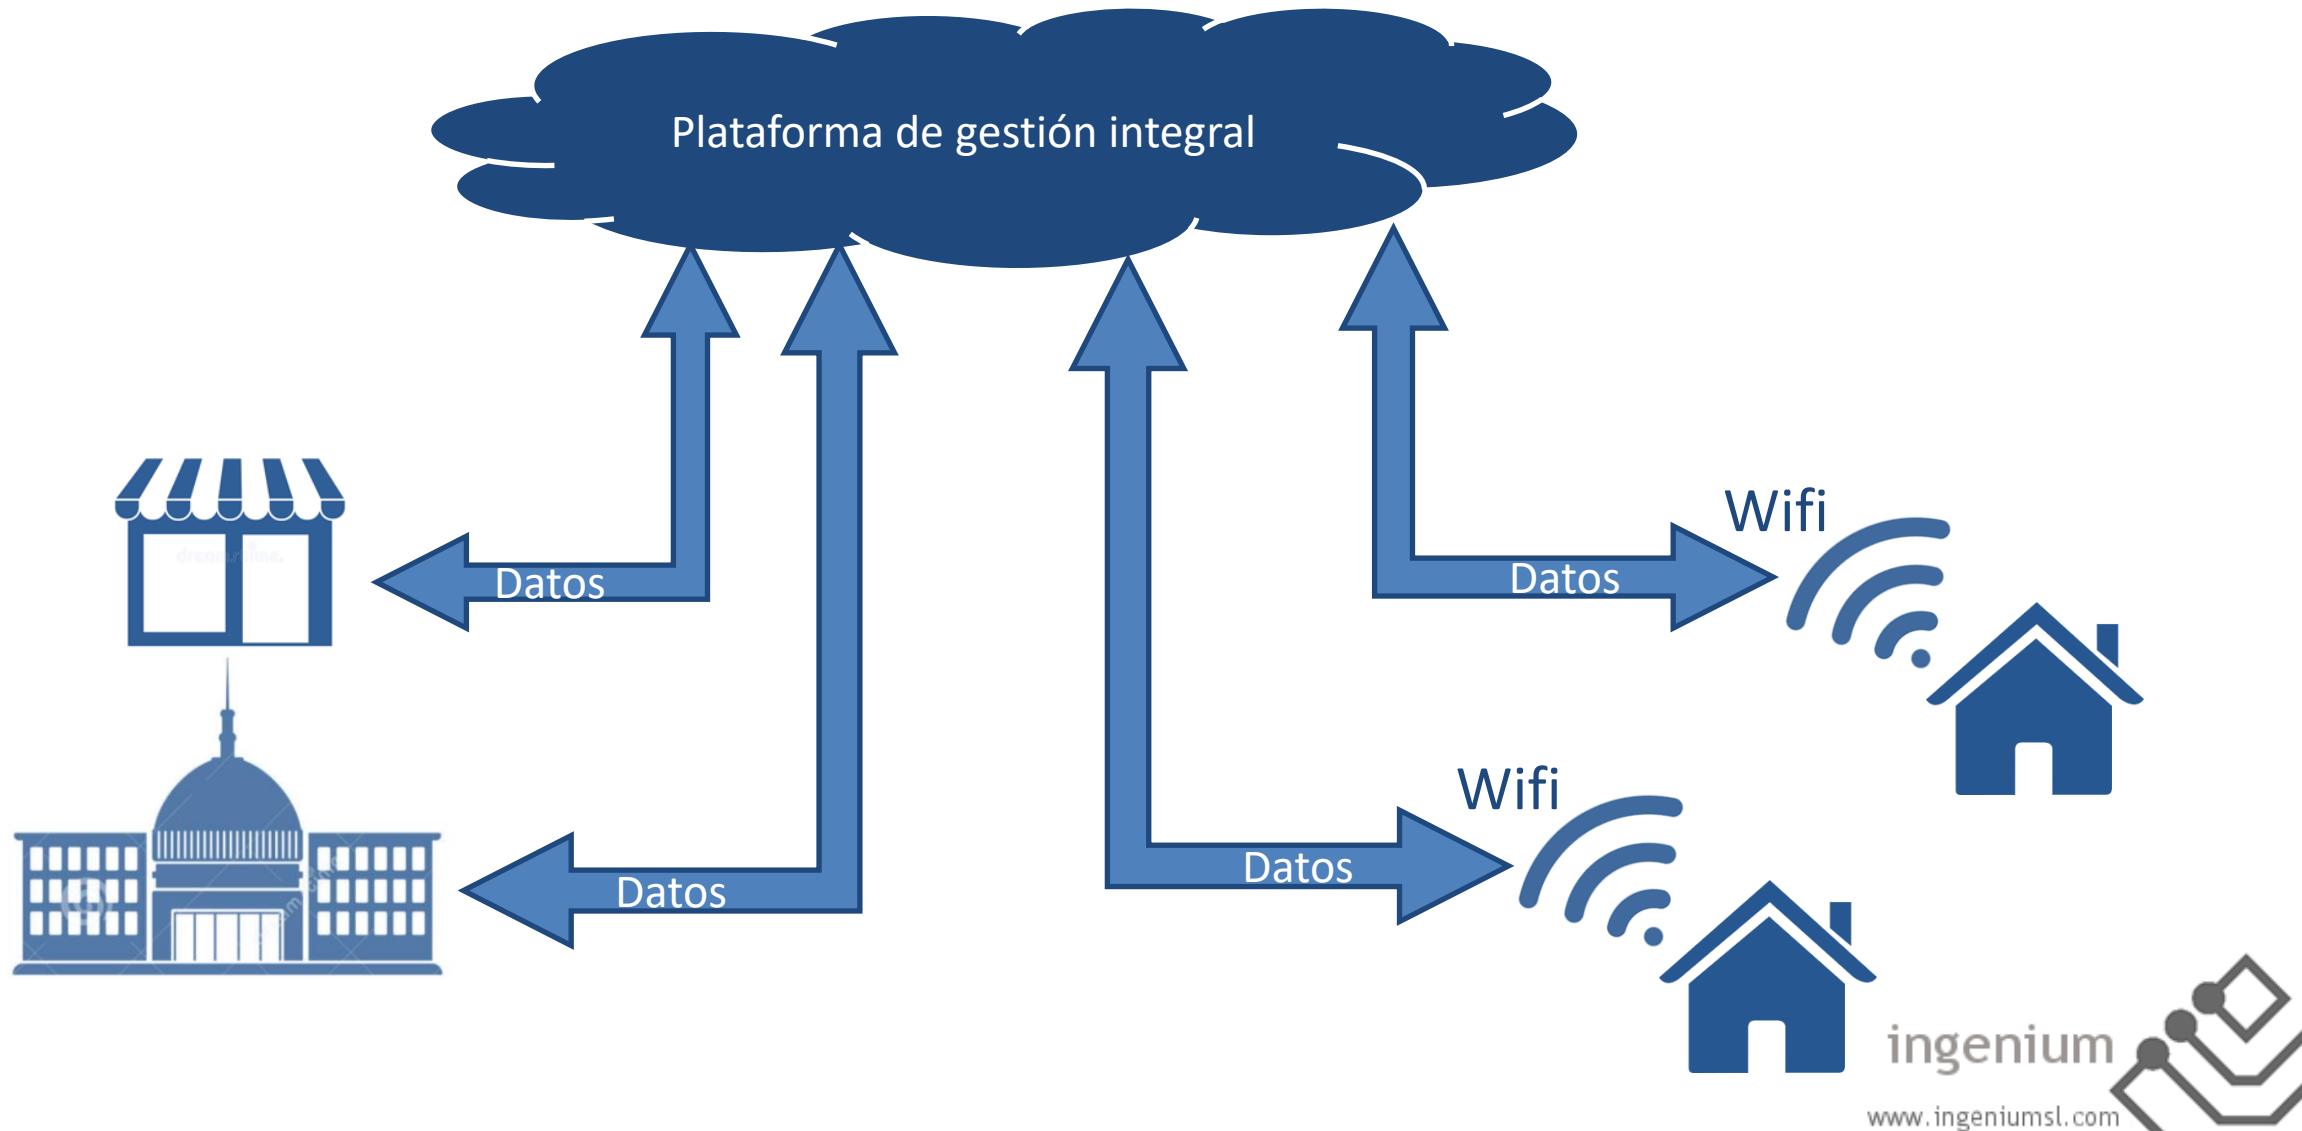 Plataforma de gestión integral
Wifi
Datos
Datos
Wifi
Datos
Datos
ingenium
www.ingeniumsl.com